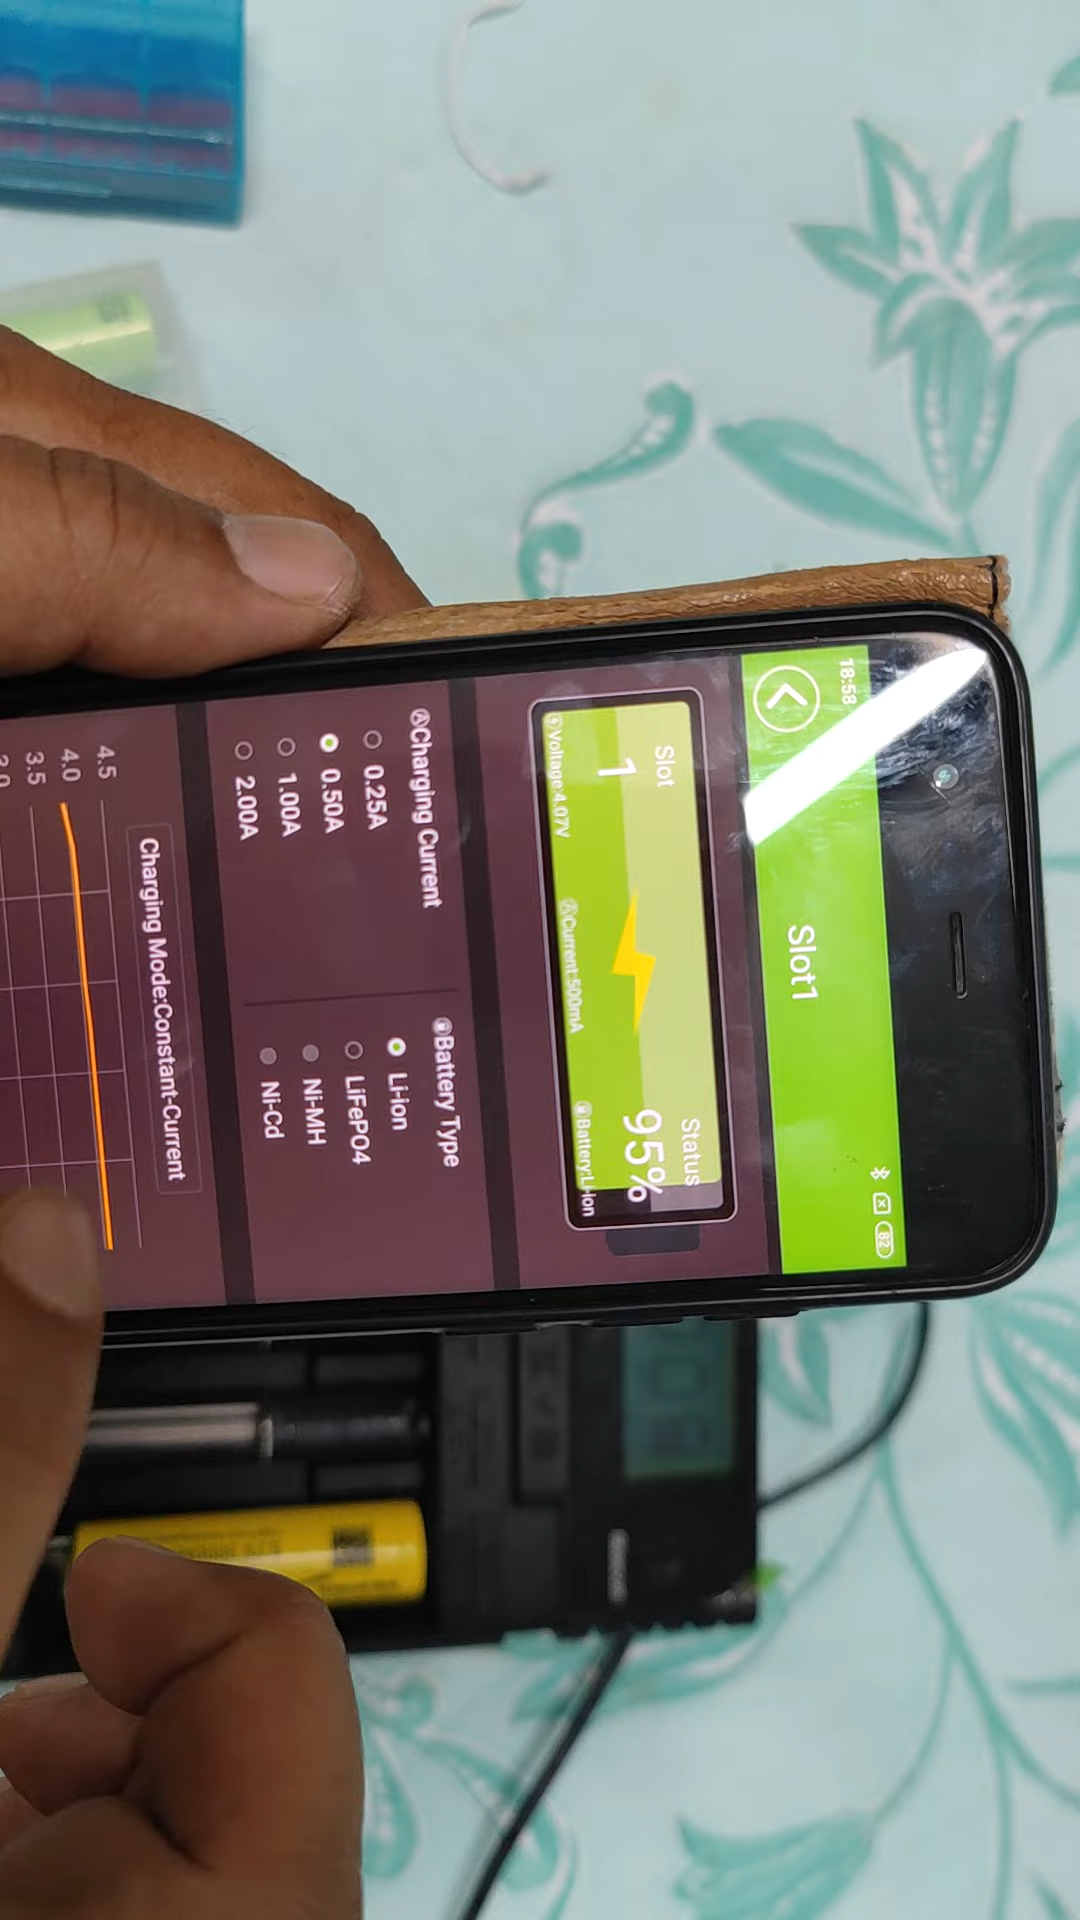 18:58
82
Slot1
Slot
1
Status
95%
Voltage:4.07V
Current:500mA
Battery:Li-Ion
Charging Current
0.25A
0.50A
1.00A
2.00A
Battery Type
Li-ion
LiFePO4
Ni-MH
Ni-Cd
Charging Mode:Constant-Current
4.5
4.0
3.5